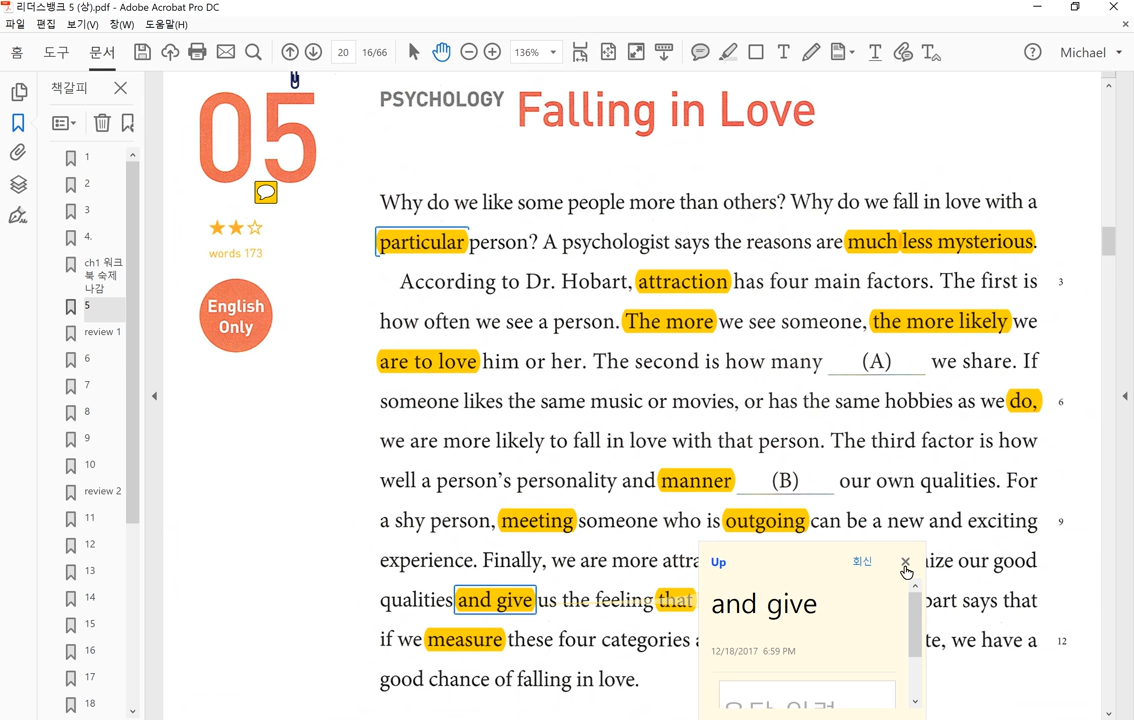 리더스뱅크 5 (상).pdf - Adobe Acrobat Pro DC
파일 편집 보기(V) 창(W) 도움말(H)
홈 도구 문서 20 16/66 136% Michael
책갈피
1
2
3
4.
ch1 워크
북 숙제
나감
5
review 1
6
7
8
9
10
review 2
11
12
13
14
15
16
17
18
05
words 173
English
Only
PSYCHOLOGY Falling in Love
Why do we like some people more than others? Why do we fall in love with a
particular person? A psychologist says the reasons are much less mysterious.
According to Dr. Hobart, attraction has four main factors. The first is 3
how often we see a person. The more we see someone, the more likely we
are to love him or her. The second is how many (A) we share. If
someone likes the same music or movies, or has the same hobbies as we do, 6
we are more likely to fall in love with that person. The third factor is how
well a person's personality and manner (B) our own qualities. For
a shy person, meeting someone who is outgoing can be a new and exciting 9
experience. Finally, we are more our good
qualities and give us the feeling that says that
if we measure these four categories we have a 12
good chance of falling in love.
Up 회신
and give
12/18/2017 6:59 PM